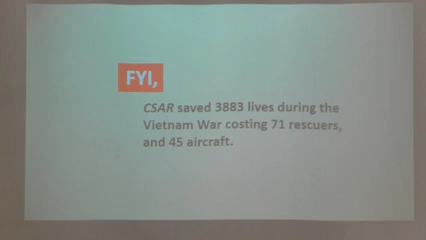 FYI,
CSAR saved 3883 lives during the
Vietnam War costing 71 rescuers,
and 45 aircraft.